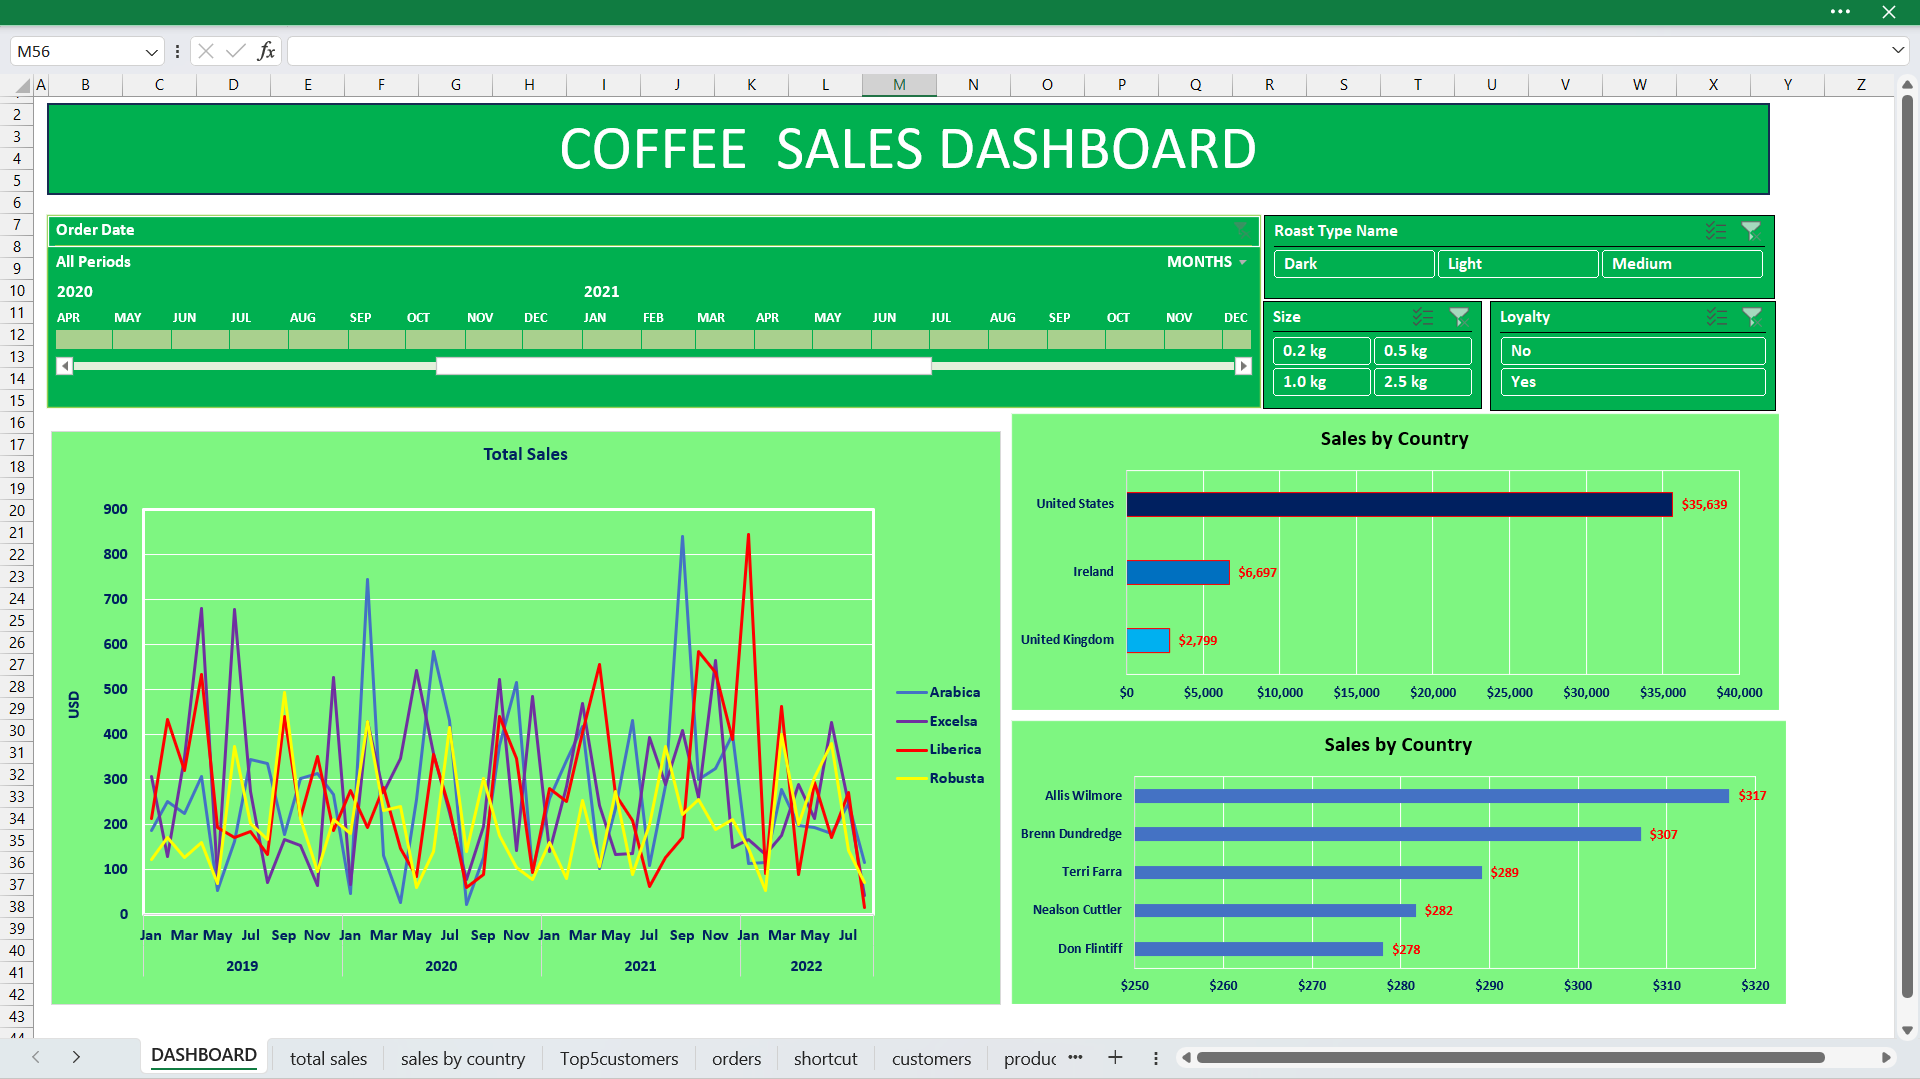 M56
fx
A B C D E F G H I J K L M N O P Q R S T U V W X Y Z
2
3
4
5
6
7
8
9
10
11
12
13
14
15
16
17
18
19
20
21
22
23
24
25
26
27
28
29
30
31
32
33
34
35
36
37
38
39
40
41
42
43
44
COFFEE  SALES DASHBOARD
Order Date
All Periods MONTHS
2020 2021
APR MAY JUN JUL AUG SEP OCT NOV DEC JAN FEB MAR APR MAY JUN JUL AUG SEP OCT NOV DEC
Roast Type Name
Dark Light Medium
Size
0.2 kg 0.5 kg
1.0 kg 2.5 kg
Loyalty
No
Yes
Total Sales
USD
900
800
700
600
500
400
300
200
100
0
Jan Mar May Jul Sep Nov Jan Mar May Jul Sep Nov Jan Mar May Jul Sep Nov Jan Mar May Jul
2019 2020 2021 2022
Arabica
Excelsa
Liberica
Robusta
Sales by Country
United States $35,639
Ireland $6,697
United Kingdom $2,799
$0 $5,000 $10,000 $15,000 $20,000 $25,000 $30,000 $35,000 $40,000
Sales by Country
Allis Wilmore $317
Brenn Dundredge $307
Terri Farra $289
Nealson Cuttler $282
Don Flintiff $278
$250 $260 $270 $280 $290 $300 $310 $320
DASHBOARD total sales sales by country Top5customers orders shortcut customers produc